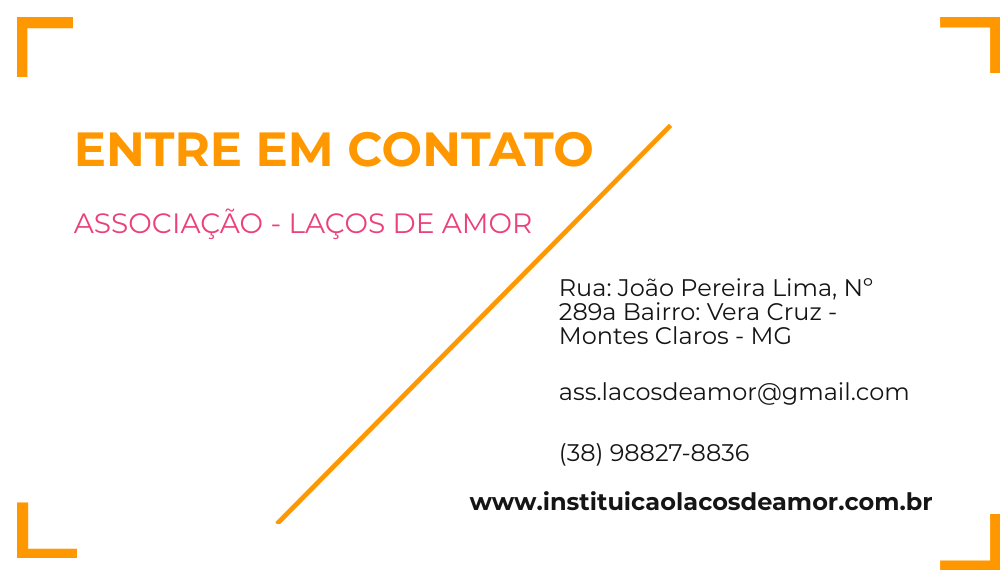 ENTRE EM CONTATO
ASSOCIAÇÃO - LAÇOS DE AMOR
Rua: João Pereira Lima, Nº
289a Bairro: Vera Cruz -
Montes Claros - MG
ass.lacosdeamor@gmail.com
(38) 98827-8836
www.instituicaolacosdeamor.com.br